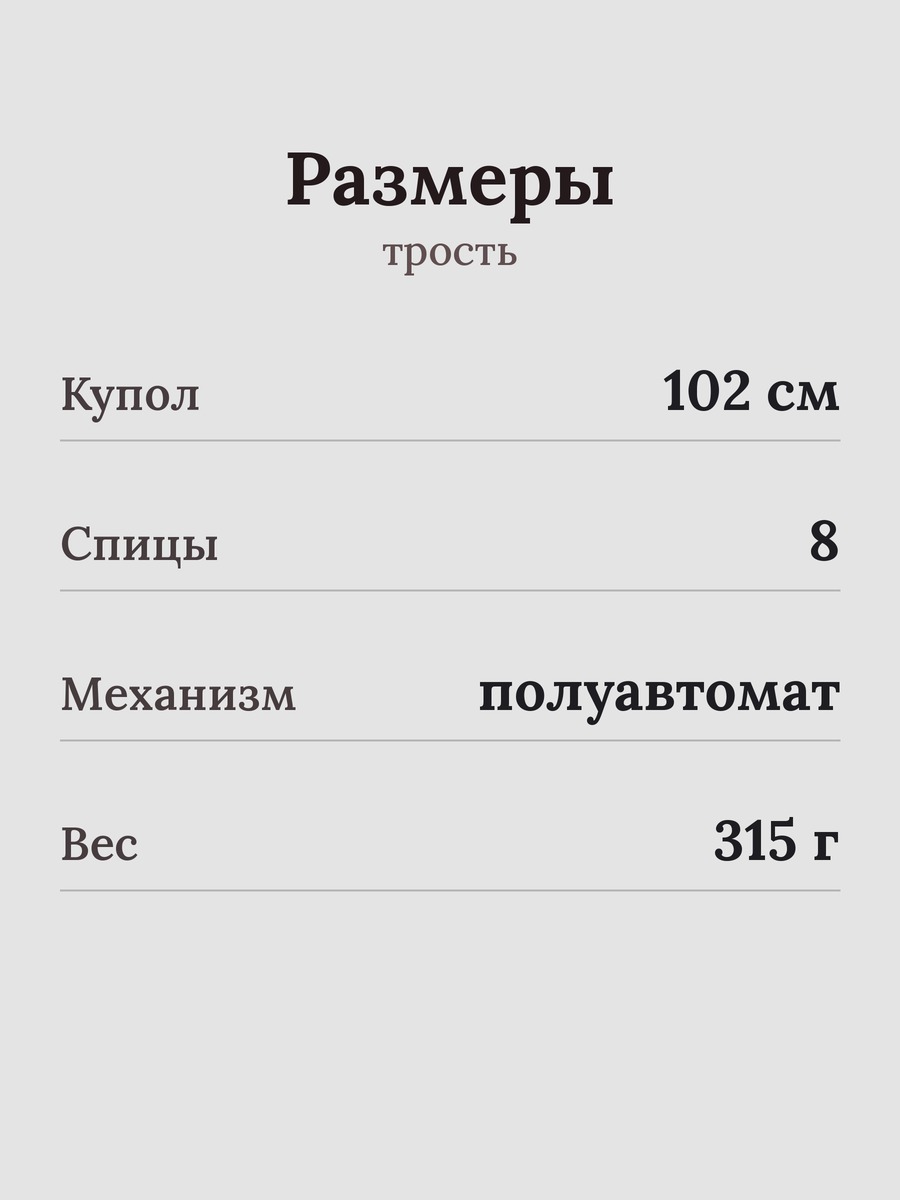 Размеры
трость
Купол 102 см
Спицы 8
Механизм полуавтомат
Вес 315 г